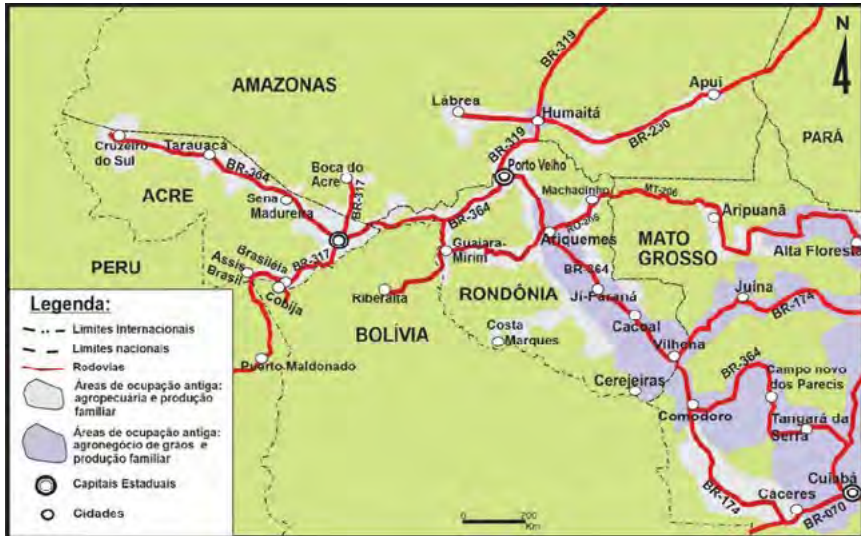 N
BR-319
AMAZONAS
Apuí
Lábrea
Humaitá
BR-230
PARÁ
BR-319
Cruzeiro
do Sul
Tarauacá
BR-364
Boca do
Acre
Porto Velho
Machadinho
MT-206
ACRE
Sena
Madureira
BR-317
BR-364
RO-205
Aripuanã
Ariquemes
MATO
GROSSO
Alta Floresta
Guajara-
Mirim
PERU
Assis
Brasil
Brasiléia
BR-317
Cobija
Riberalta
RONDÔNIA
BR-364
Ji-Paraná
Juina
BR-174
BOLÍVIA
Costa
Marques
Cacoal
Vilhena
BR-364
Campo novo
dos Parecis
Puerto Maldonado
Cerejeiras
Comodoro
Tangará da
Serra
Cuiabá
BR-174
Cáceres
BR-070
Legenda:
Limites Internacionais
Limites nacionais
Rodovias
Áreas de ocupação antiga:
agropecuária e produção
familiar
Áreas de ocupação antiga:
agronegócio de grãos e
produção familiar
Capitais Estaduais
Cidades
0 200
Km